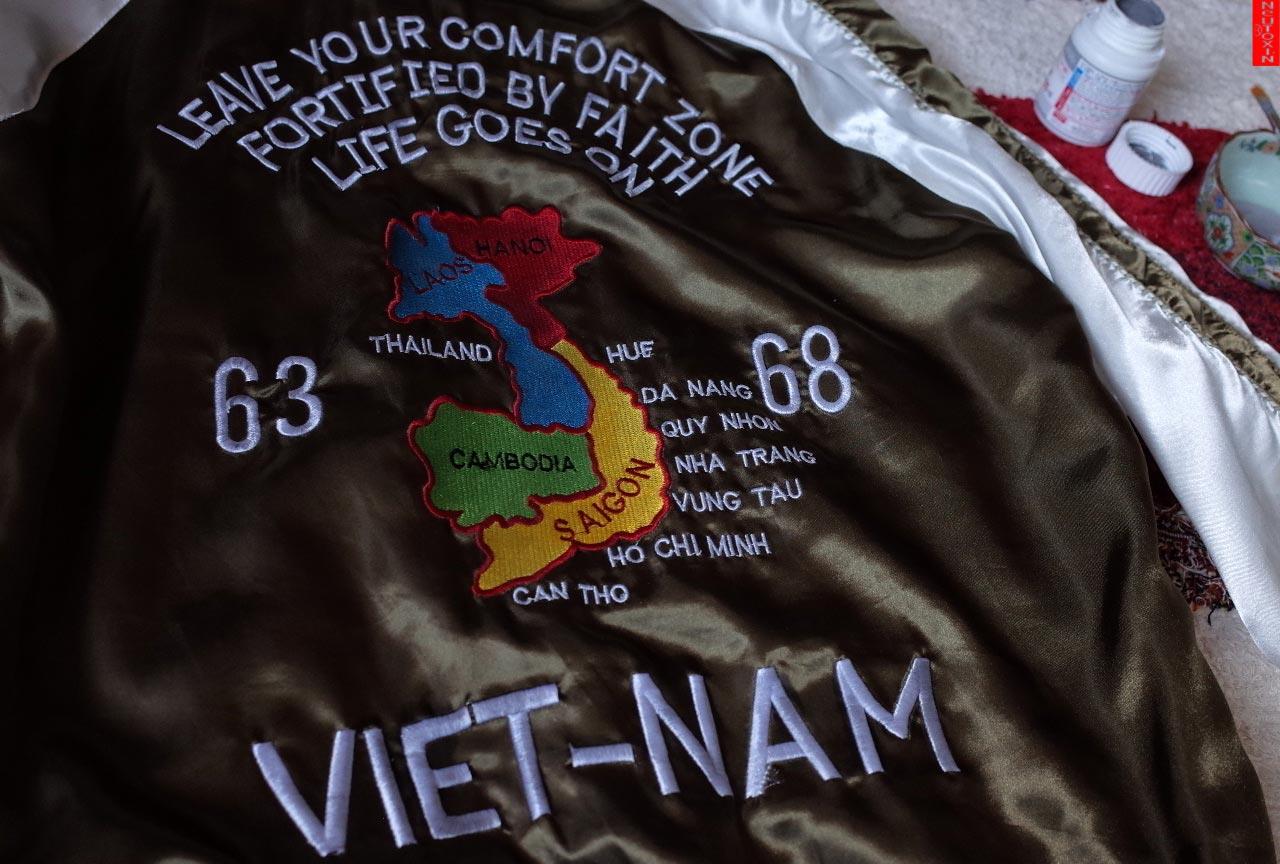 LEAVE YOUR COMFORT ZONE
FORTIFIED BY FAITH
LIFE GOES ON
HANOI
LAOS
THAILAND
HUE
63
68
DA NANG
QUY NHON
CAMBODIA
NHA TRANG
SAIGON
VUNG TAU
HO CHI MINH
CAN THO
VIET-NAM